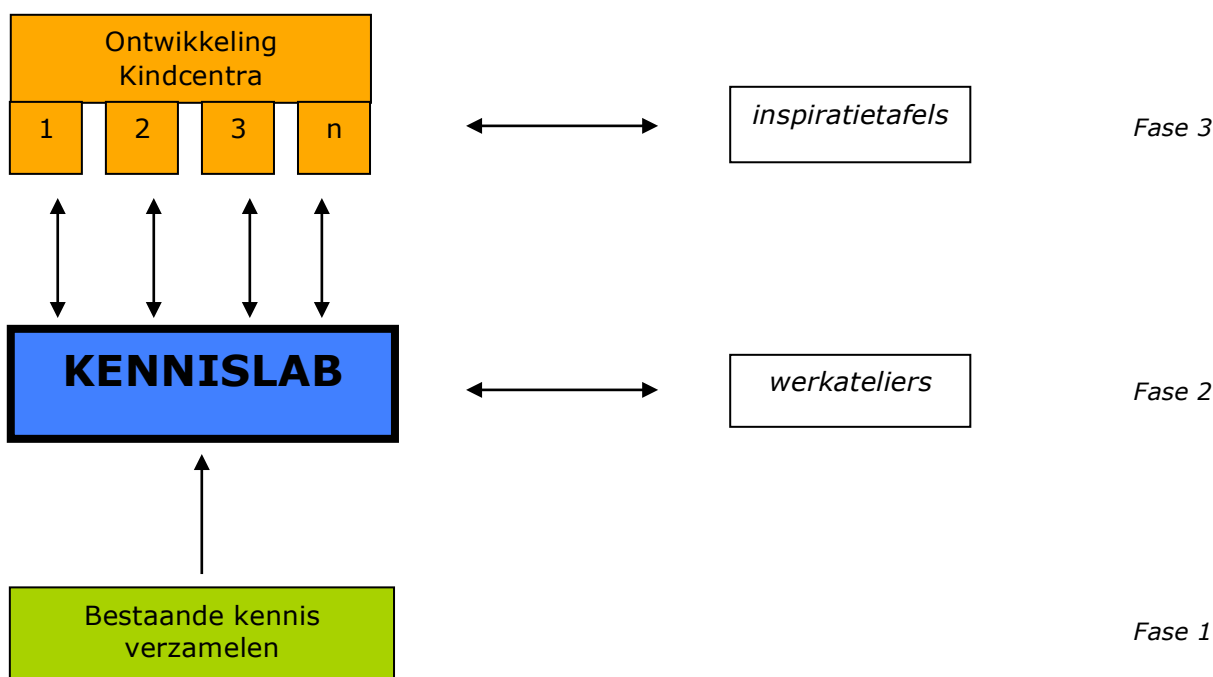 Ontwikkeling
Kindcentra
1 2 3 n
inspiratietafels
Fase 3
KENNISLAB
werkateliers
Fase 2
Bestaande kennis
verzamelen
Fase 1